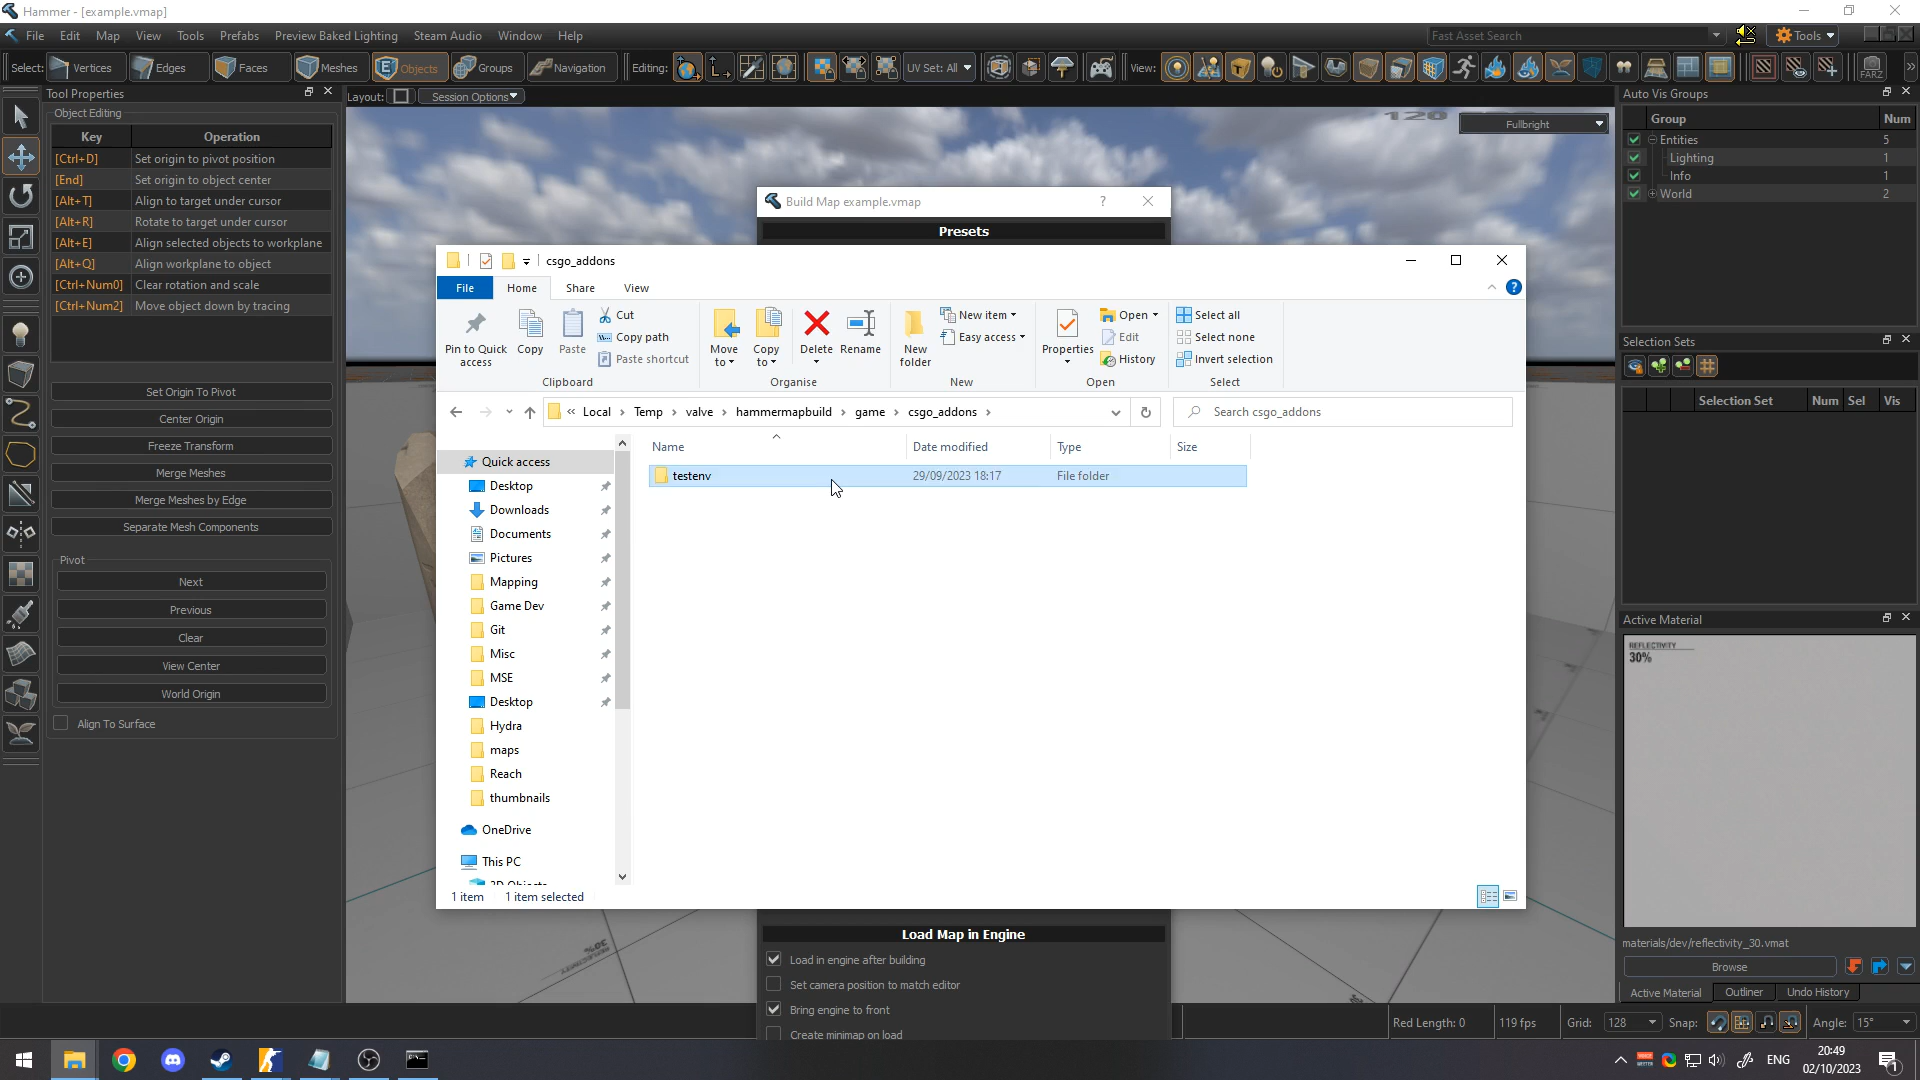 Hammer - [example.vmap]
File Edit Map View Tools Prefabs Preview Baked Lighting Steam Audio Window Help
Fast Asset Search
Tools
Select: Vertices Edges Faces Meshes Objects Groups Navigation Editing: UV Set: All View:
FARZ
Tool Properties
Object Editing
Key Operation
[Ctrl+D] Set origin to pivot position
[End] Set origin to object center
[Alt+T] Align to target under cursor
[Alt+R] Rotate to target under cursor
[Alt+E] Align selected objects to workplane
[Alt+Q] Align workplane to object
[Ctrl+Num0] Clear rotation and scale
[Ctrl+Num2] Move object down by tracing
Set Origin To Pivot
Center Origin
Freeze Transform
Merge Meshes
Merge Meshes by Edge
Separate Mesh Components
Pivot
Next
Previous
Clear
View Center
World Origin
Align To Surface
Layout: Session Options
120
Fullbright
Build Map example.vmap
?
Presets
csgo_addons
File Home Share View
Pin to Quick access
Copy
Paste
Cut
Copy path
Paste shortcut
Clipboard
Move to
Copy to
Delete
Rename
Organise
New folder
New item
Easy access
New
Properties
Open
Edit
History
Open
Select all
Select none
Invert selection
Select
« Local > Temp > valve > hammermapbuild > game > csgo_addons >
Search csgo_addons
Name Date modified Type Size
testenv 29/09/2023 18:17 File folder
Quick access
Desktop
Downloads
Documents
Pictures
Mapping
Game Dev
Git
Misc
MSE
Desktop
Hydra
maps
Reach
thumbnails
OneDrive
This PC
3D Objects
1 item 1 item selected
Load Map in Engine
Load in engine after building
Set camera position to match editor
Bring engine to front
Create minimap on load
30%
Auto Vis Groups
Group Num
Entities 5
Lighting 1
Info 1
World 2
Selection Sets
Selection Set Num Sel Vis
Active Material
REFLECTIVITY
30%
materials/dev/reflectivity_30.vmat
Browse
Active Material Outliner Undo History
Red Length: 0 119 fps Grid: 128 Snap: Angle: 15°
ENG
20:49
02/10/2023
1